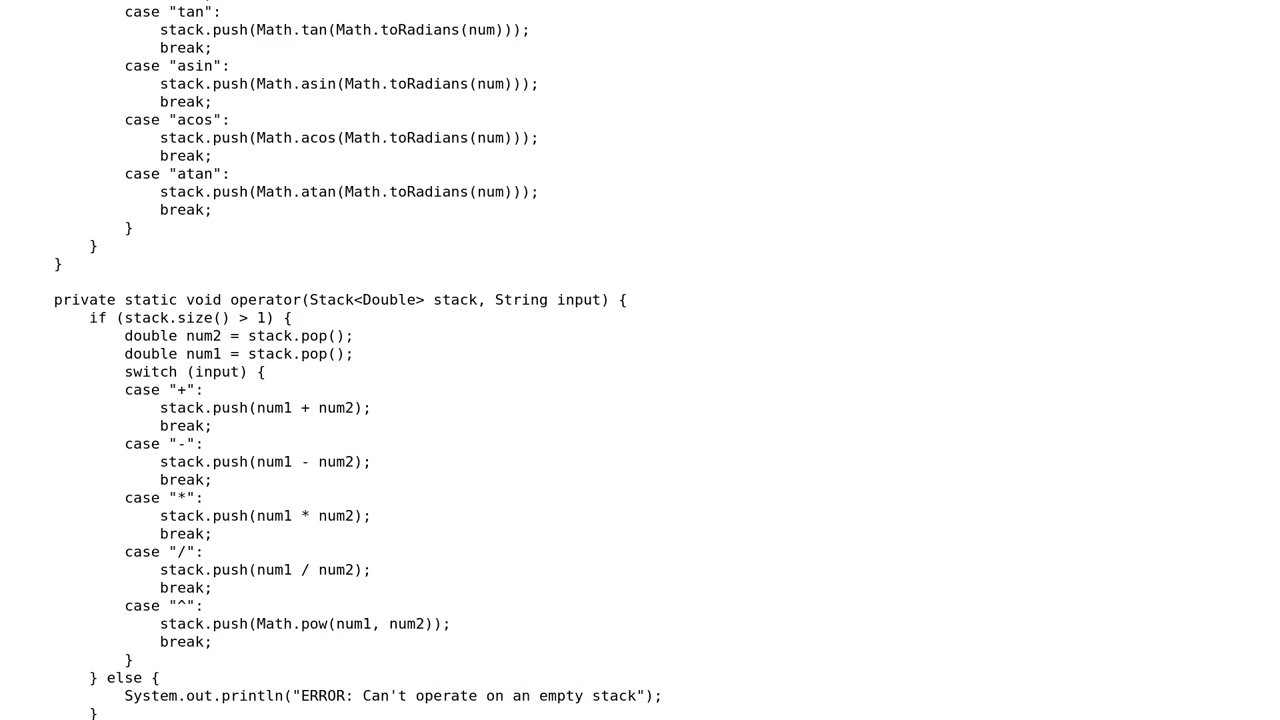 case "tan":
stack.push(Math.tan(Math.toRadians(num)));
break;
case "asin":
stack.push(Math.asin(Math.toRadians(num)));
break;
case "acos":
stack.push(Math.acos(Math.toRadians(num)));
break;
case "atan":
stack.push(Math.atan(Math.toRadians(num)));
break;
}
}
}
private static void operator(Stack<Double> stack, String input) {
if (stack.size() > 1) {
double num2 = stack.pop();
double num1 = stack.pop();
switch (input) {
case "+":
stack.push(num1 + num2);
break;
case "-":
stack.push(num1 - num2);
break;
case "*":
stack.push(num1 * num2);
break;
case "/":
stack.push(num1 / num2);
break;
case "^":
stack.push(Math.pow(num1, num2));
break;
}
} else {
System.out.println("ERROR: Can't operate on an empty stack");
}